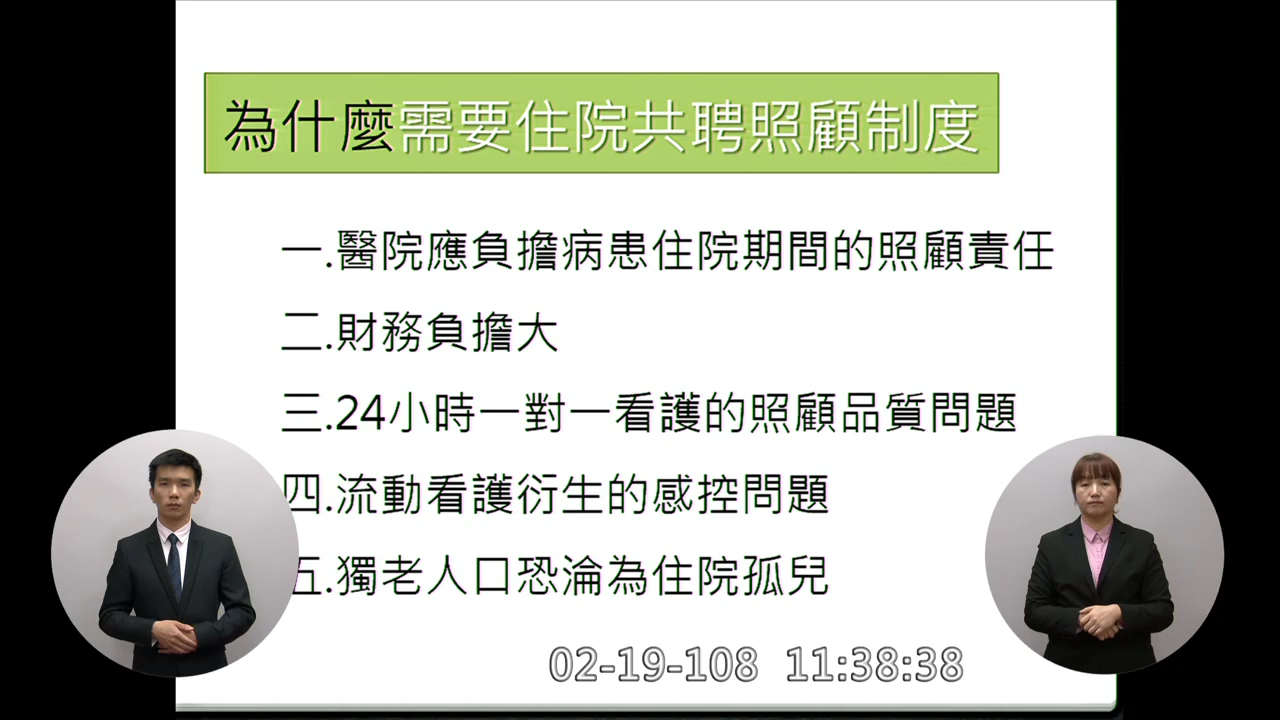 為什麼需要住院共聘照顧制度
一.醫院應負擔病患住院期間的照顧責任
二.財務負擔大
三.24小時一對一看護的照顧品質問題
四.流動看護衍生的感控問題
五.獨老人口恐淪為住院孤兒
02-19-108 11:38:38